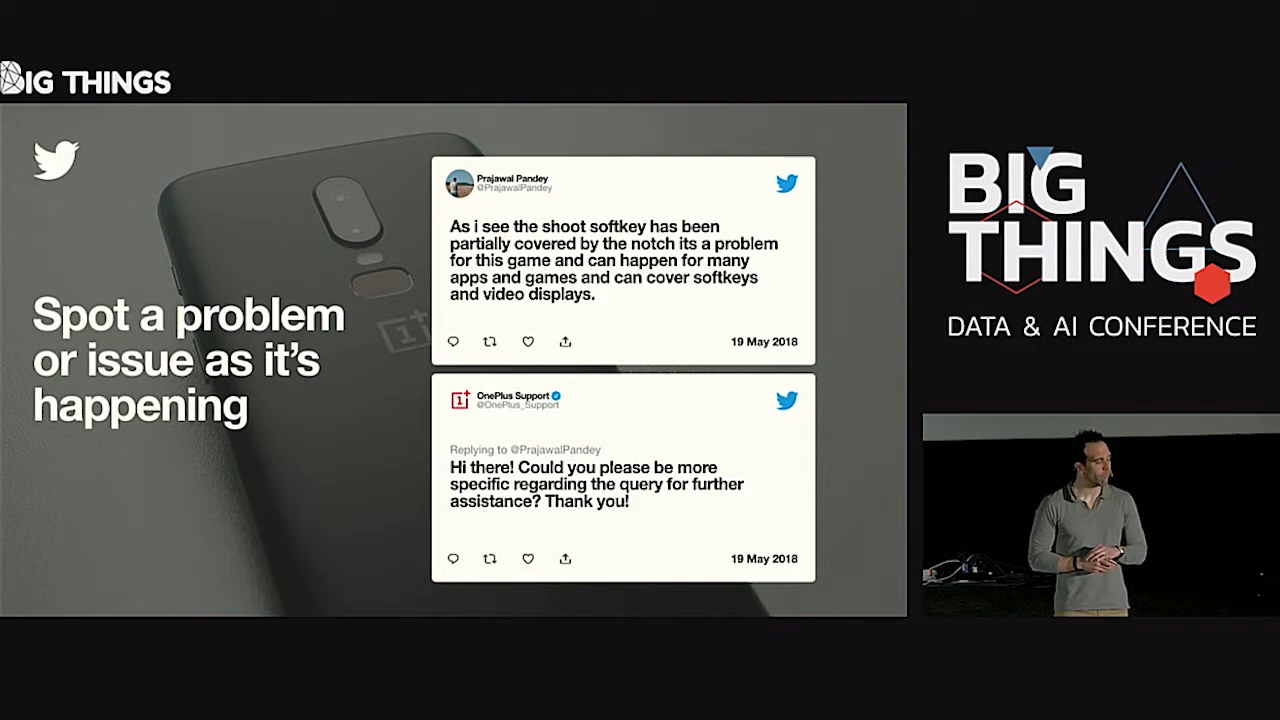 BIG THINGS
Spot a problem
or issue as it's
happening
Prajawal Pandey
@PrajawalPandey
As i see the shoot softkey has been
partially covered by the notch its a problem
for this game and can happen for many
apps and games and can cover softkeys
and video displays.
19 May 2018
OnePlus Support
@OnePlus_Support
Replying to @PrajawalPandey
Hi there! Could you please be more
specific regarding the query for further
assistance? Thank you!
19 May 2018
BIG
THINGS
DATA & AI CONFERENCE